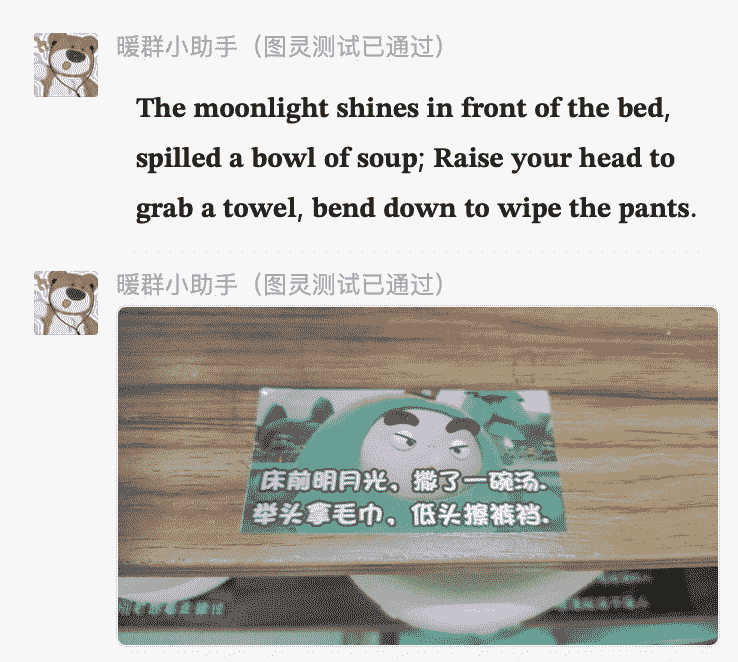 暖群小助手（图灵测试已通过）
The moonlight shines in front of the bed,
spilled a bowl of soup; Raise your head to
grab a towel, bend down to wipe the pants.
暖群小助手（图灵测试已通过）
床前明月光、撒了一碗汤.
举头拿毛巾、低头擦裤裆.